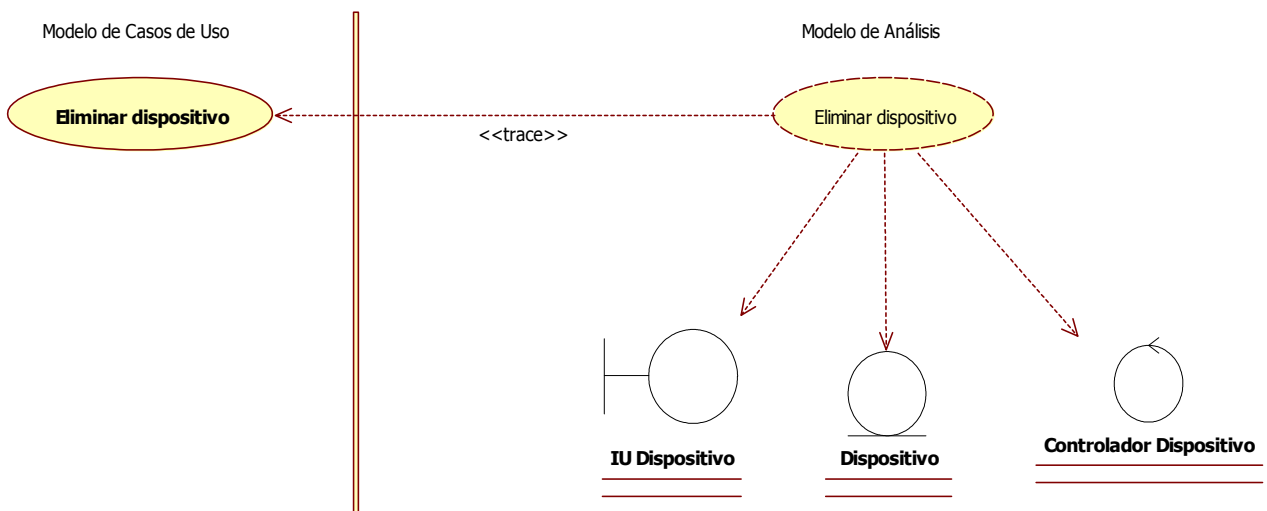 Modelo de Casos de Uso
Modelo de Análisis
Eliminar dispositivo
Eliminar dispositivo
<<trace>>
IU Dispositivo
Dispositivo
Controlador Dispositivo